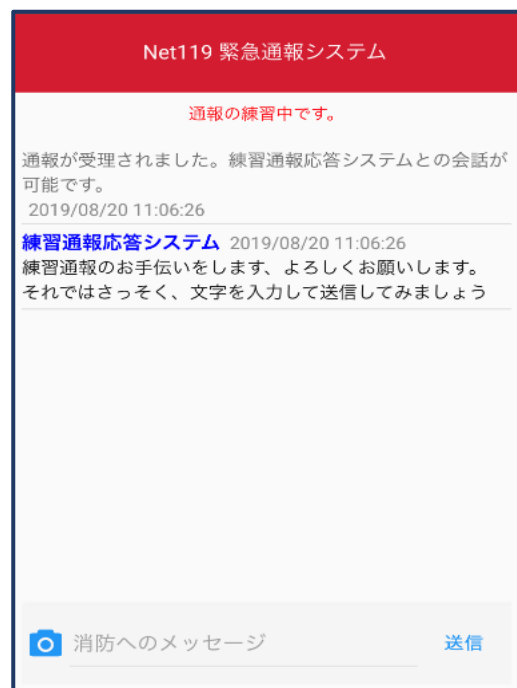 Net119 緊急通報システム
通報の練習中です。
通報が受理されました。練習通報応答システムとの会話が
可能です。
2019/08/20 11:06:26
練習通報応答システム 2019/08/20 11:06:26
練習通報のお手伝いをします、よろしくお願いします。
それではさっそく、文字を入力して送信してみましょう
消防へのメッセージ 送信